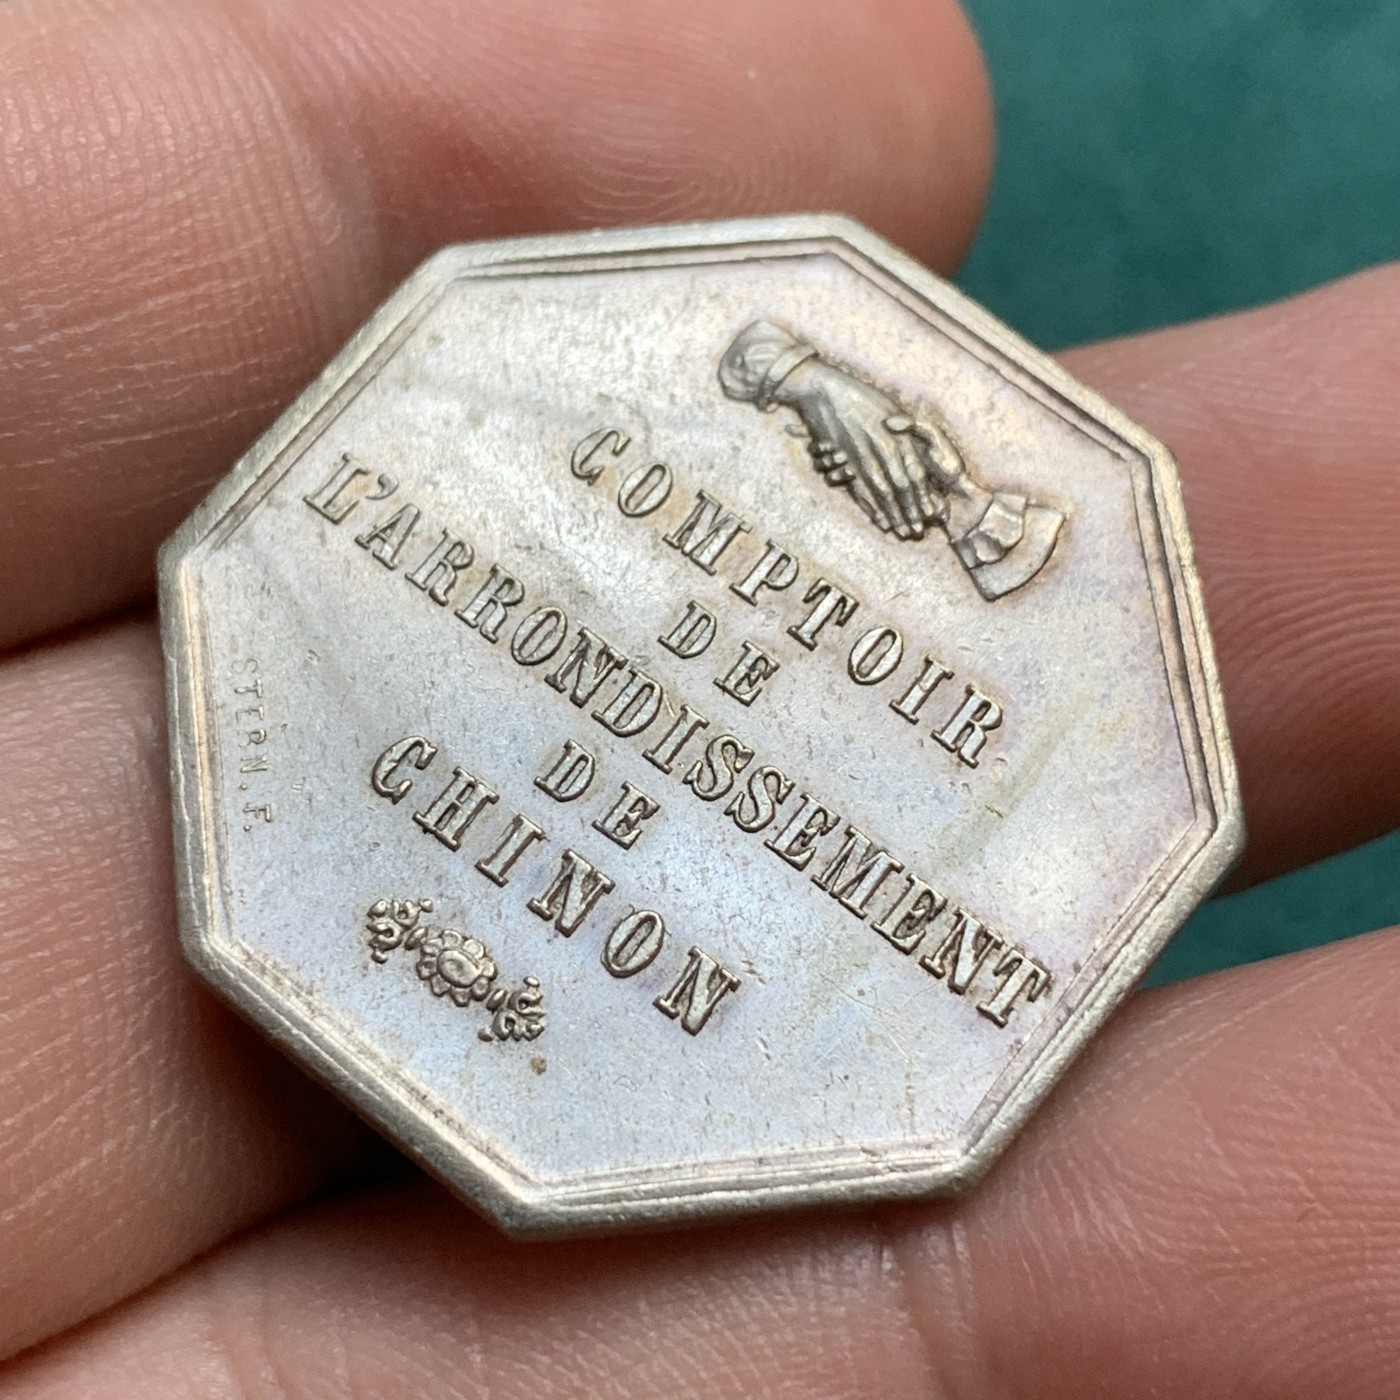 COMPTOIR
DE
L'ARRONDISSEMENT
DE
CHINON
STERN.F.